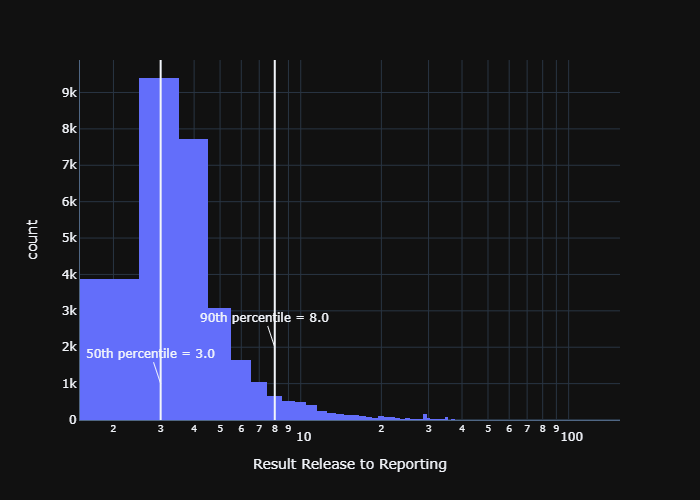 count
9k
8k
7k
6k
5k
4k
3k
2k
1k
0
90th percentile = 8.0
50th percentile = 3.0
2 3 4 5 6 7 8 9 10 2 3 4 5 6 7 8 9 100
Result Release to Reporting